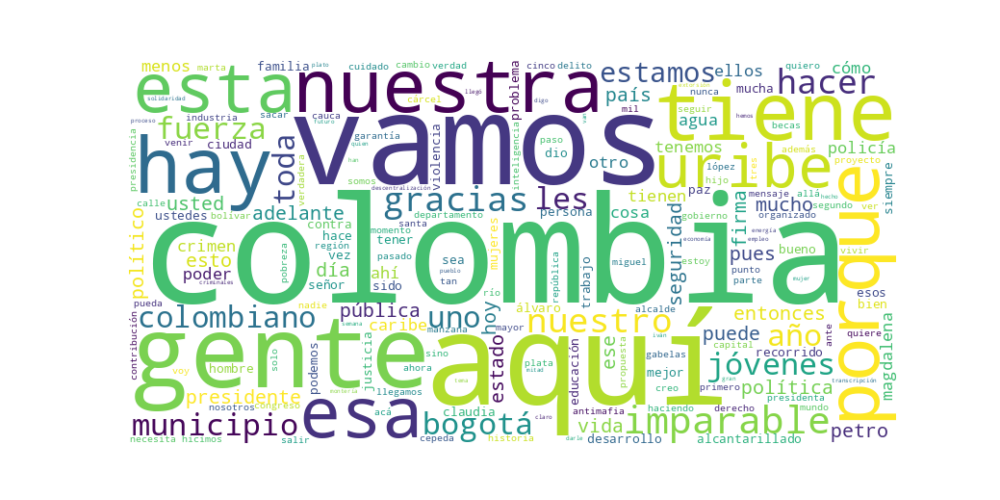 plato
llegó
cuidado cambio verdad cinco delito quiero
menos marta familia cómo
esta nuestra estamos ellos mucha hacer
solidaridad cárcel país nunca
industria sacar cauca problema mil seguir agua becas
fuerza vamos tiene
venir ciudad garantía violencia paso dio tenemos además policía
presidencia toda quien inteligencia otro lópez tres proyecto
proceso digo van hemos futuro
hay somos han hijo uribe
verdadera descentralización tienen paz mensaje allá hecho
calle santa gracias les persona cosa firma mucho organizado siempre
usted adelante departamento gobierno segundo ver
ustedes bolivar contra momento colombia
político crimen hace región pasado tener mujeres sea república miguel seguridad estoy pues bueno vivir porque
esto vez día ahí pueblo tan economía empleo energía punto
poder pobreza señor sido trabajo mujer parte esos
criminales río
pueda nadie pública álvaro alcalde entonces bien
colombiano caribe uno hoy nuestro puede año quiere ante
contribución semana manzana mayor
gente aquí
solo justicia sino ese propuesta gabelas capital magdalena
hombre ahora plata mejor recorrido
voy podemos llegamos mitad educación creo primero jóvenes
presidente estado tema gran política transcripción
nosotros congreso montería acá haciendo derecho presidenta mundo
esa claudia antimafia
municipio bogotá claro vida imparable petro
necesita hicimos salir cepeda historia darle desarrollo alcantarillado